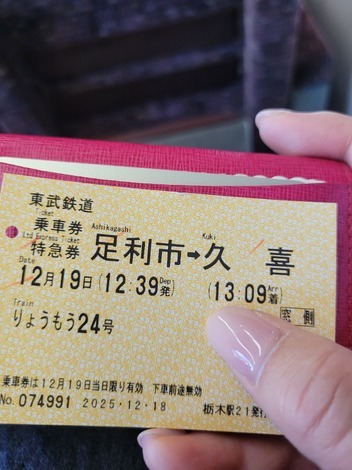 東武鉄道
Ticket
乗車券
Ltd Express Ticket
特急券
Ashikagashi Kuki
足利市➡久喜
Date Dep Arr
12月19日(12:39発) (13:09着)
Train 窓側
りょうもう24号
乗車券は12月19日当日限り有効 下車前途無効
No. 074991 2025・12・18 栃木駅21発行